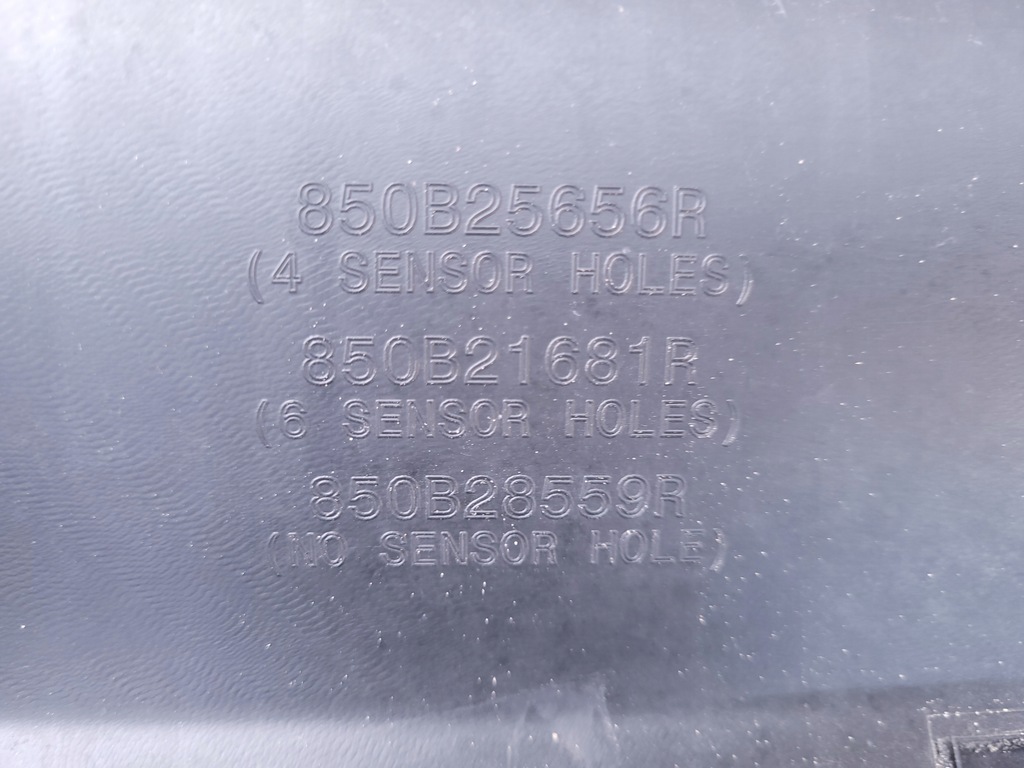 850B25656R
(4 SENSOR HOLES)
850B21681R
(6 SENSOR HOLES)
850B28559R
(NO SENSOR HOLE)